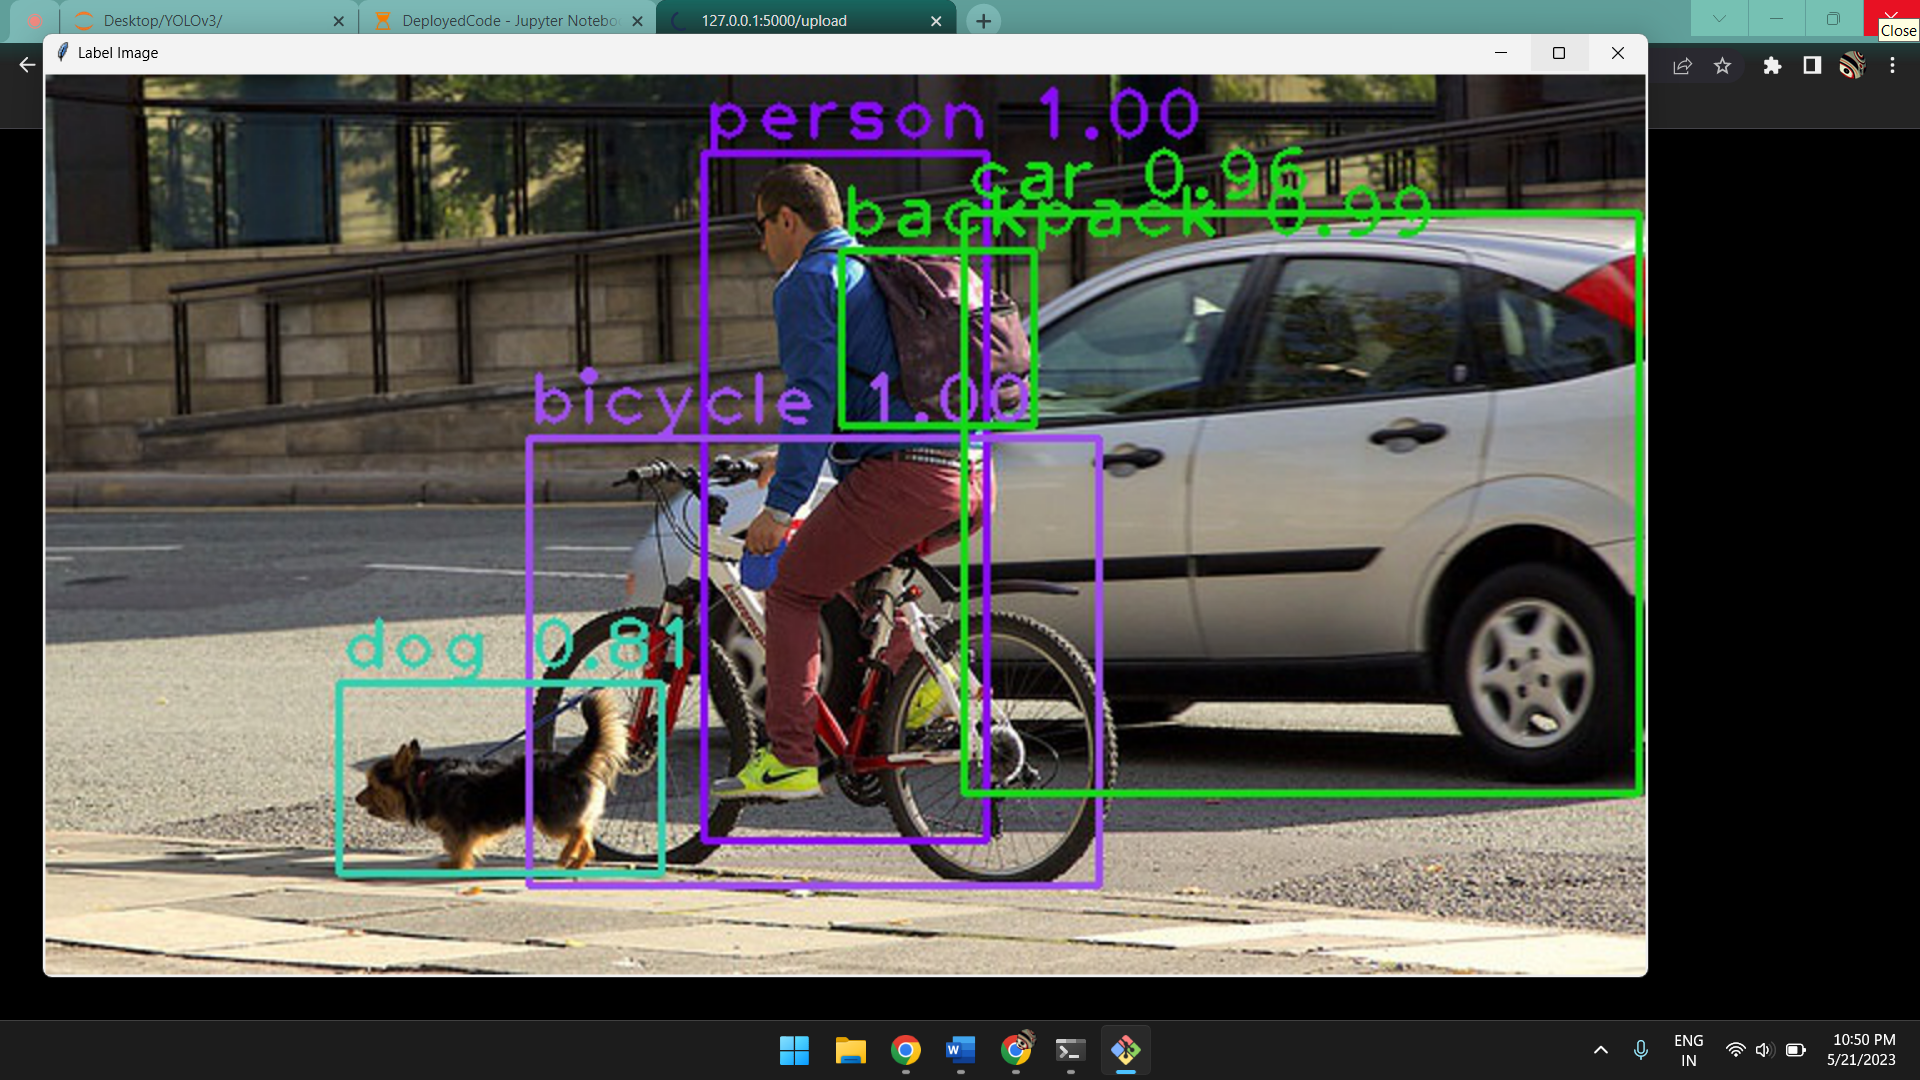 Desktop/YOLOv3/
DeployedCode - Jupyter Notebo
127.0.0.1:5000/upload
Close
Label Image
person 1.00
car 0.96
backpack 0.99
bicycle 1.00
dog 0.81
ENG
IN
10:50 PM
5/21/2023